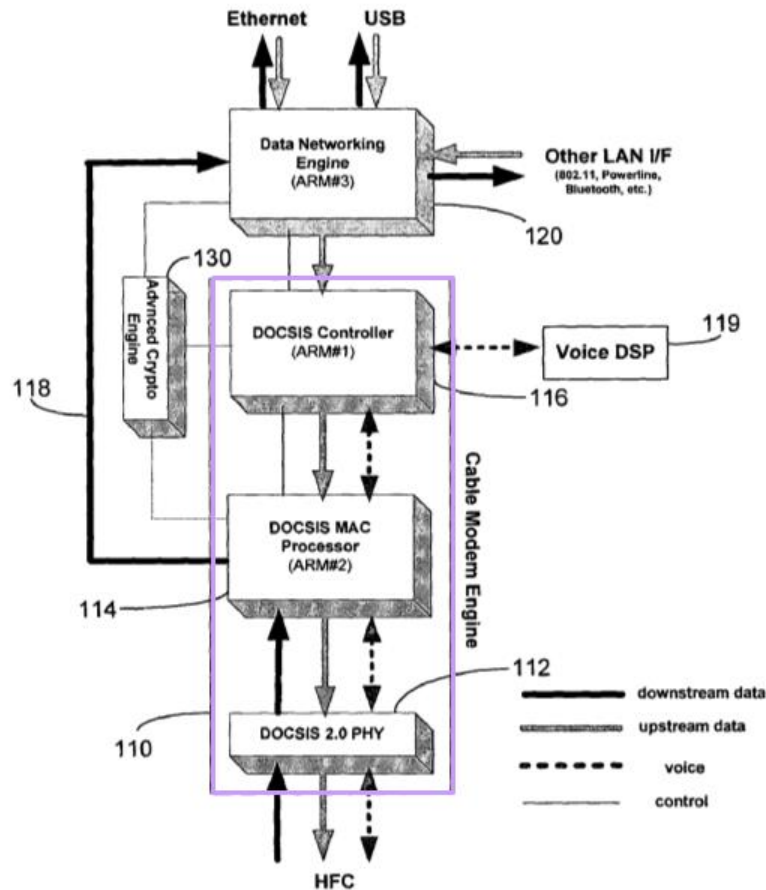 Ethernet
USB
Data Networking
Engine
(ARM#3)
Other LAN I/F
(802.11, Powerline,
Bluetooth, etc.)
120
130
Advnced Crypto
Engine
DOCSIS Controller
(ARM#1)
Voice DSP
119
116
118
Cable Modem Engine
DOCSIS MAC
Processor
(ARM#2)
114
112
DOCSIS 2.0 PHY
110
downstream data
upstream data
voice
control
HFC